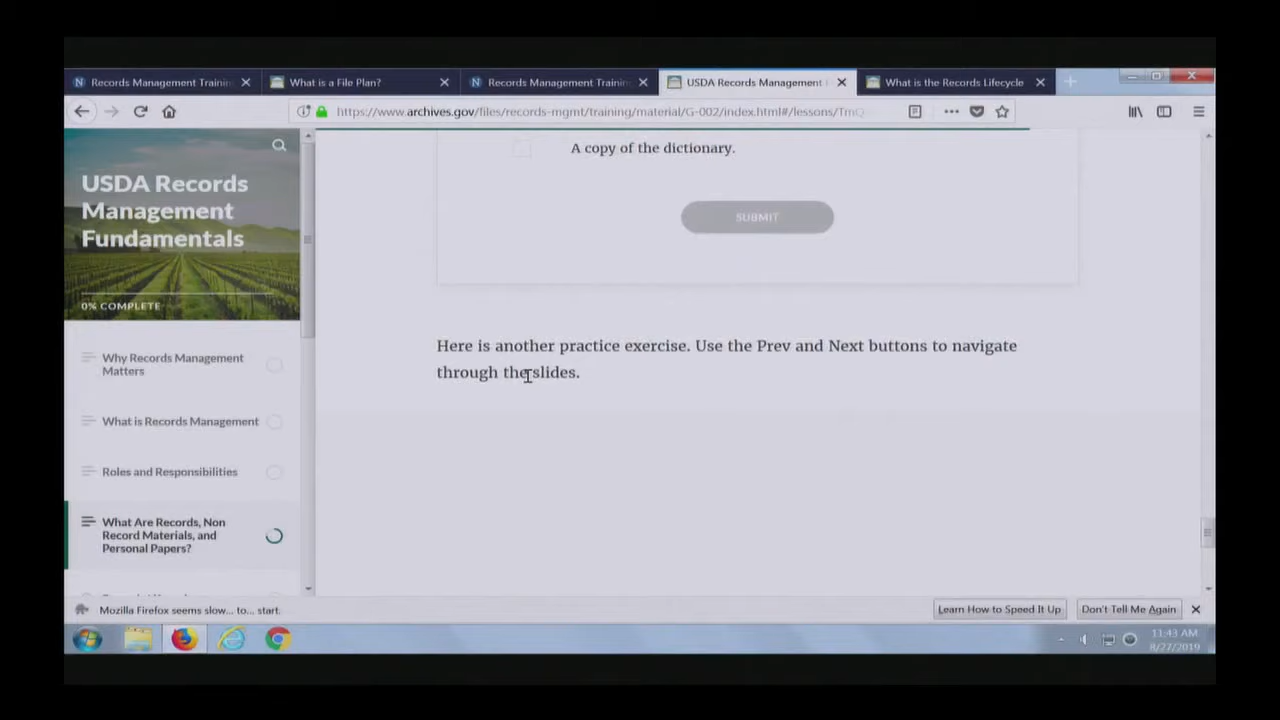 Records Management Trainin
What is a File Plan?
Records Management Trainin
USDA Records Management
What is the Records Lifecycle
https://www.archives.gov/files/records-mgmt/training/material/G-002/index.html#/lessons/Tm
USDA Records
Management
Fundamentals
0% COMPLETE
Why Records Management
Matters
What is Records Management
Roles and Responsibilities
What Are Records, Non
Record Materials, and
Personal Papers?
A copy of the dictionary.
SUBMIT
Here is another practice exercise. Use the Prev and Next buttons to navigate
through the slides.
Mozilla Firefox seems slow... to... start.
Learn How to Speed It Up
Don't Tell Me Again
11:43 AM
8/27/2019